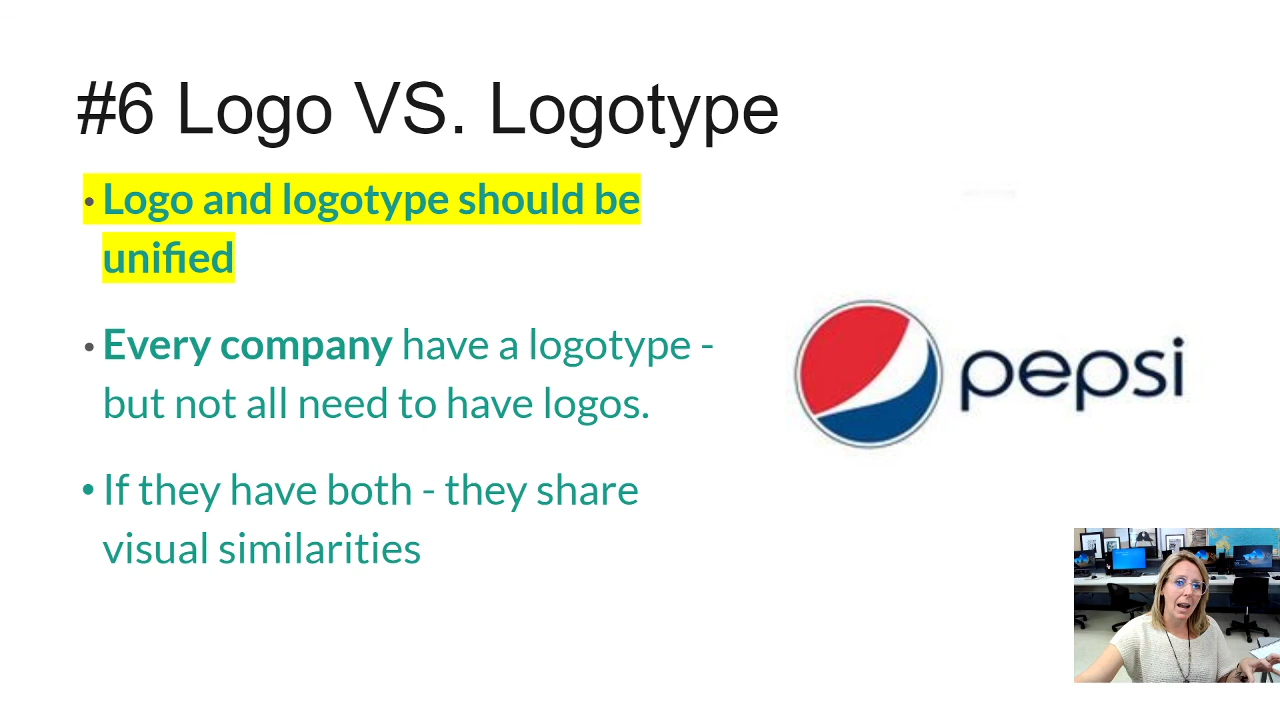 #6 Logo VS. Logotype
• Logo and logotype should be
unified
• Every company have a logotype -
but not all need to have logos.
• If they have both - they share
visual similarities
pepsi